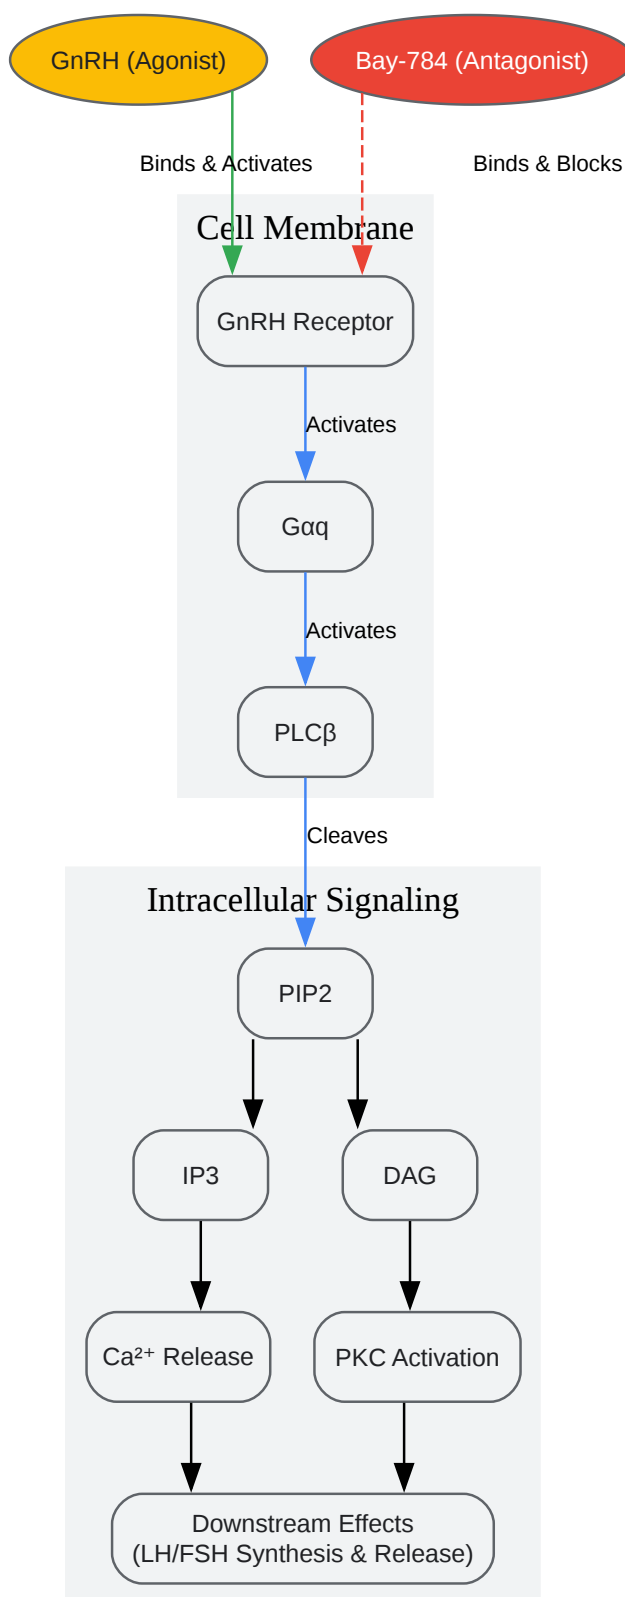 GnRH (Agonist)
Bay-784 (Antagonist)
Binds & Activates
Binds & Blocks
Cell Membrane
GnRH Receptor
Activates
Gαq
Activates
PLCβ
Cleaves
Intracellular Signaling
PIP2
IP3
DAG
Ca²⁺ Release
PKC Activation
Downstream Effects
(LH/FSH Synthesis & Release)